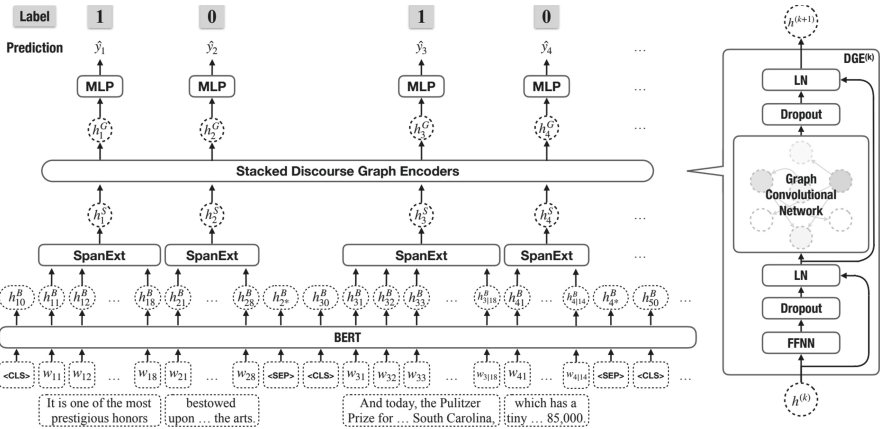 Label 1 0 1 0
Prediction ŷ₁ ŷ₂ ŷ₃ ŷ₄ …
MLP MLP MLP MLP
h₁ᴳ h₂ᴳ h₃ᴳ h₄ᴳ …
Stacked Discourse Graph Encoders
h₁ˢ h₂ˢ h₃ˢ h₄ˢ …
SpanExt SpanExt SpanExt SpanExt …
h₁₀ᴮ h₁₁ᴮ h₁₂ᴮ … h₁₈ᴮ h₂₁ᴮ … h₂₈ᴮ h₂*ᴮ h₃₀ᴮ h₃₁ᴮ h₃₂ᴮ h₃₃ᴮ … h₃|₁₈ᴮ h₄₁ᴮ … h₄|₁₄ᴮ h₄*ᴮ h₅₀ᴮ …
BERT
<CLS> w₁₁ w₁₂ … w₁₈ w₂₁ … w₂₈ <SEP> <CLS> w₃₁ w₃₂ w₃₃ … w₃|₁₈ w₄₁ … w₄|₁₄ <SEP> <CLS> …
It is one of the most
prestigious honors
bestowed
upon … the arts.
And today, the Pulitzer
Prize for … South Carolina,
which has a
tiny … 85,000.
h⁽ᵏ⁺¹⁾
DGE⁽ᵏ⁾
LN
Dropout
Graph
Convolutional
Network
LN
Dropout
FFNN
h⁽ᵏ⁾